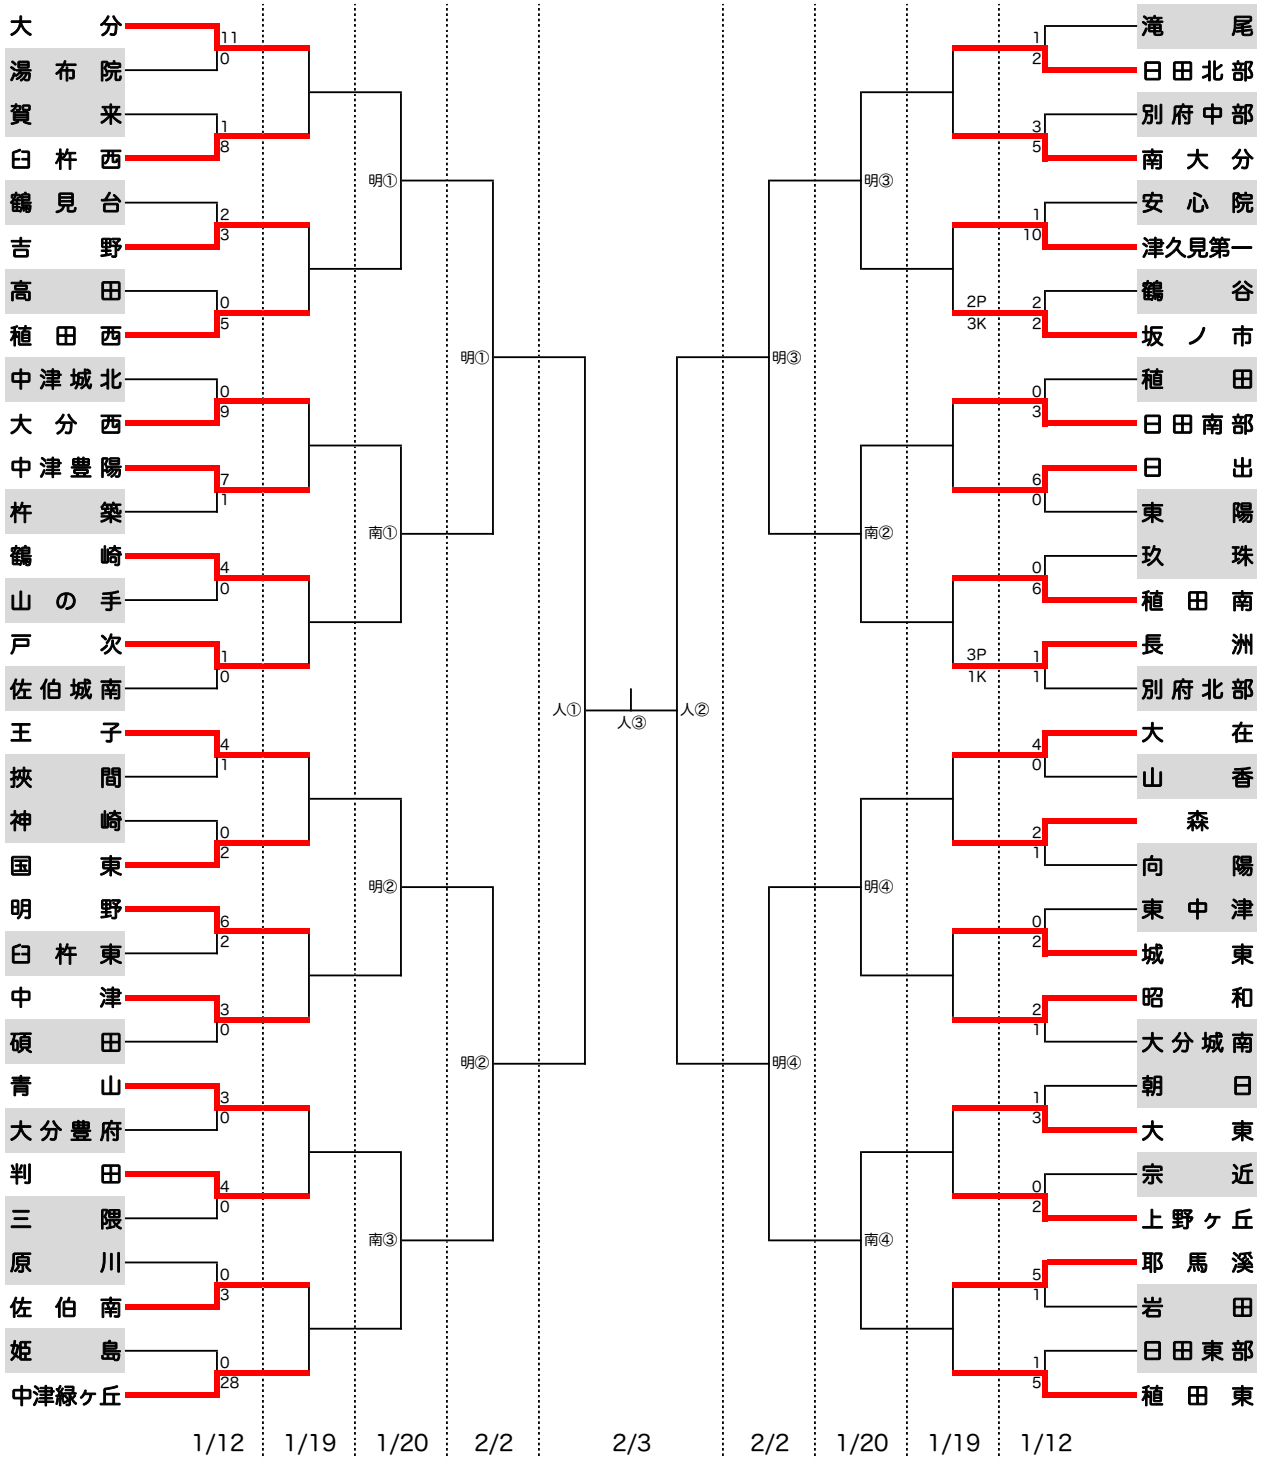 大分
11
0
湯布院
賀来
1
8
臼杵西
鶴見台
2
3
吉野
高田
0
5
稙田西
中津城北
0
9
大分西
中津豊陽
7
1
杵築
鶴崎
4
0
山の手
戸次
1
0
佐伯城南
王子
4
1
挾間
神崎
0
2
国東
明野
6
2
臼杵東
中津
3
0
碩田
青山
3
0
大分豊府
判田
4
0
三隈
原川
0
3
佐伯南
姫島
0
28
中津緑ヶ丘
明①
南①
明②
南③
明①
明②
人①
人③
人②
明③
明④
明③
南②
明④
南④
滝尾
1
2
日田北部
別府中部
3
5
南大分
安心院
1
10
津久見第一
鶴谷
2P 2
3K 2
坂ノ市
稙田
0
3
日田南部
日出
6
0
東陽
玖珠
0
6
稙田南
長洲
3P 1
1K 1
別府北部
大在
4
0
山香
森
2
1
向陽
東中津
0
2
城東
昭和
2
1
大分城南
朝日
1
3
大東
宗近
0
2
上野ヶ丘
耶馬溪
5
1
岩田
日田東部
1
5
稙田東
1/12 1/19 1/20 2/2 2/3 2/2 1/20 1/19 1/12